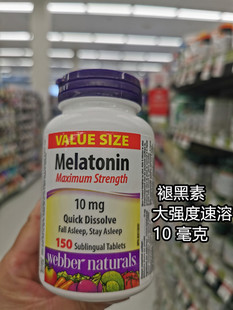 VALUE SIZE
Melatonin
Maximum Strength
10 mg
Quick Dissolve
Fall Asleep, Stay Asleep
150 Sublingual Tablets
webber naturals
褪黑素
大强度速溶
10 毫克